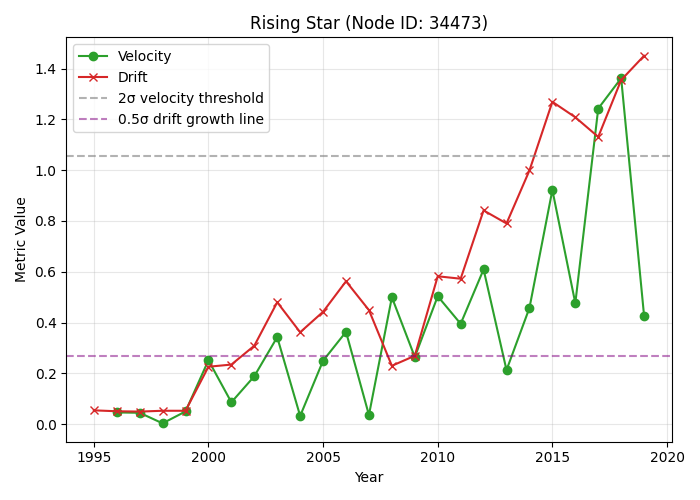 Rising Star (Node ID: 34473)
Velocity
Drift
2σ velocity threshold
0.5σ drift growth line
Metric Value
1.4
1.2
1.0
0.8
0.6
0.4
0.2
0.0
1995 2000 2005 2010 2015 2020
Year